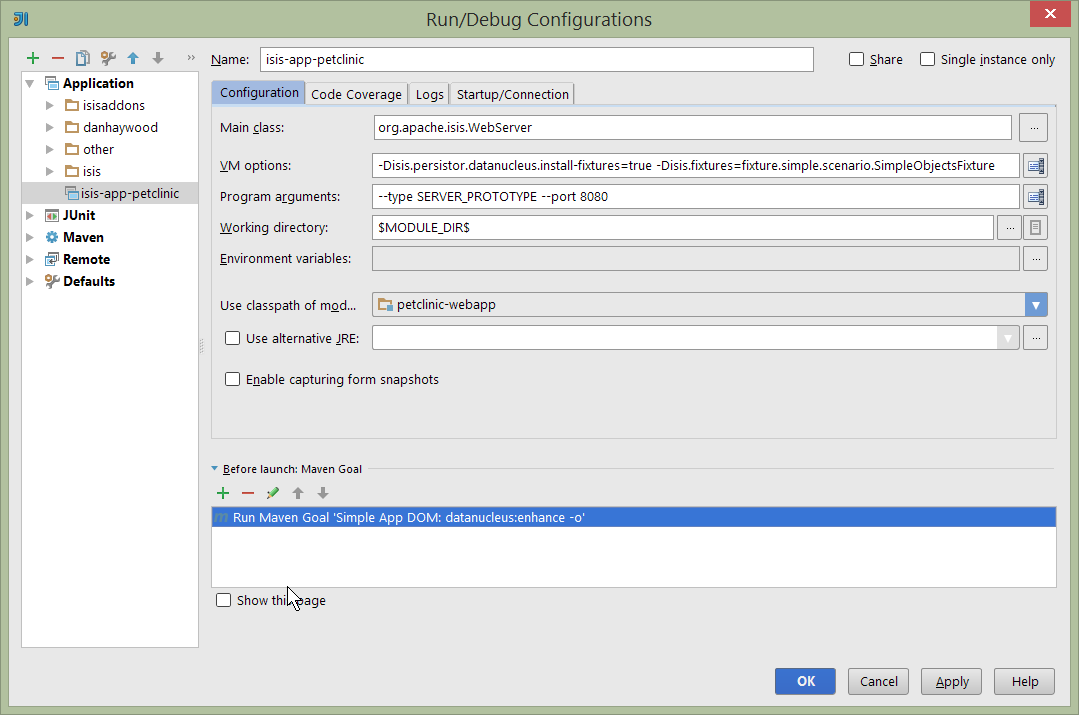 Run/Debug Configurations
Name: isis-app-petclinic Share Single instance only
Application
isisaddons
danhaywood
other
isis
isis-app-petclinic
JUnit
Maven
Remote
Defaults
Configuration Code Coverage Logs Startup/Connection
Main class: org.apache.isis.WebServer ...
VM options: -Disis.persistor.datanucleus.install-fixtures=true -Disis.fixtures=fixture.simple.scenario.SimpleObjectsFixture
Program arguments: --type SERVER_PROTOTYPE --port 8080
Working directory: $MODULE_DIR$ ...
Environment variables: ...
Use classpath of mod... petclinic-webapp
Use alternative JRE: ...
Enable capturing form snapshots
Before launch: Maven Goal
Run Maven Goal 'Simple App DOM: datanucleus:enhance -o'
Show this page
OK Cancel Apply Help